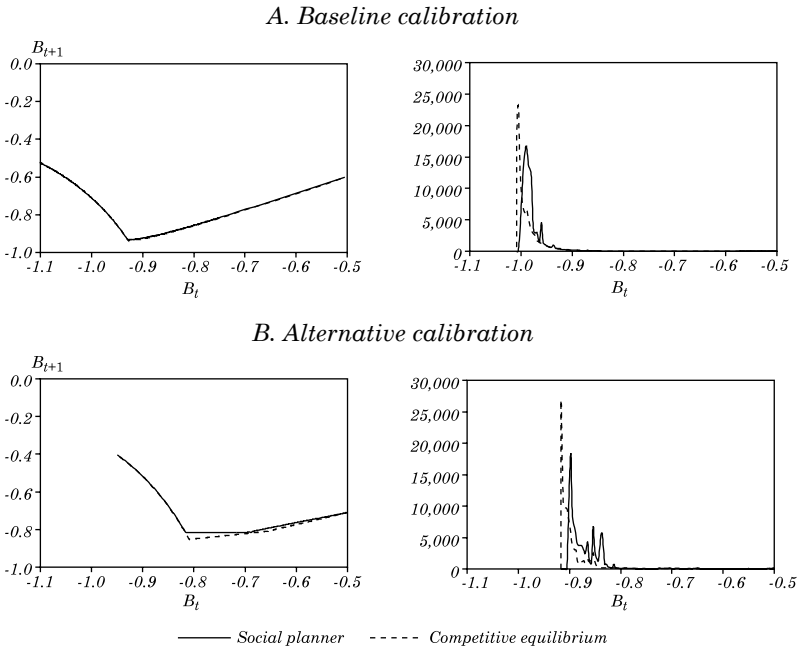 A. Baseline calibration
B_{t+1}
0.0
-0.2
-0.4
-0.6
-0.8
-1.0
-1.1 -1.0 -0.9 -0.8 -0.7 -0.6 -0.5
B_t
30,000
25,000
20,000
15,000
10,000
5,000
0
-1.1 -1.0 -0.9 -0.8 -0.7 -0.6 -0.5
B_t
B. Alternative calibration
B_{t+1}
0.0
-0.2
-0.4
-0.6
-0.8
-1.0
-1.1 -1.0 -0.9 -0.8 -0.7 -0.6 -0.5
B_t
30,000
25,000
20,000
15,000
10,000
5,000
0
-1.1 -1.0 -0.9 -0.8 -0.7 -0.6 -0.5
B_t
Social planner Competitive equilibrium